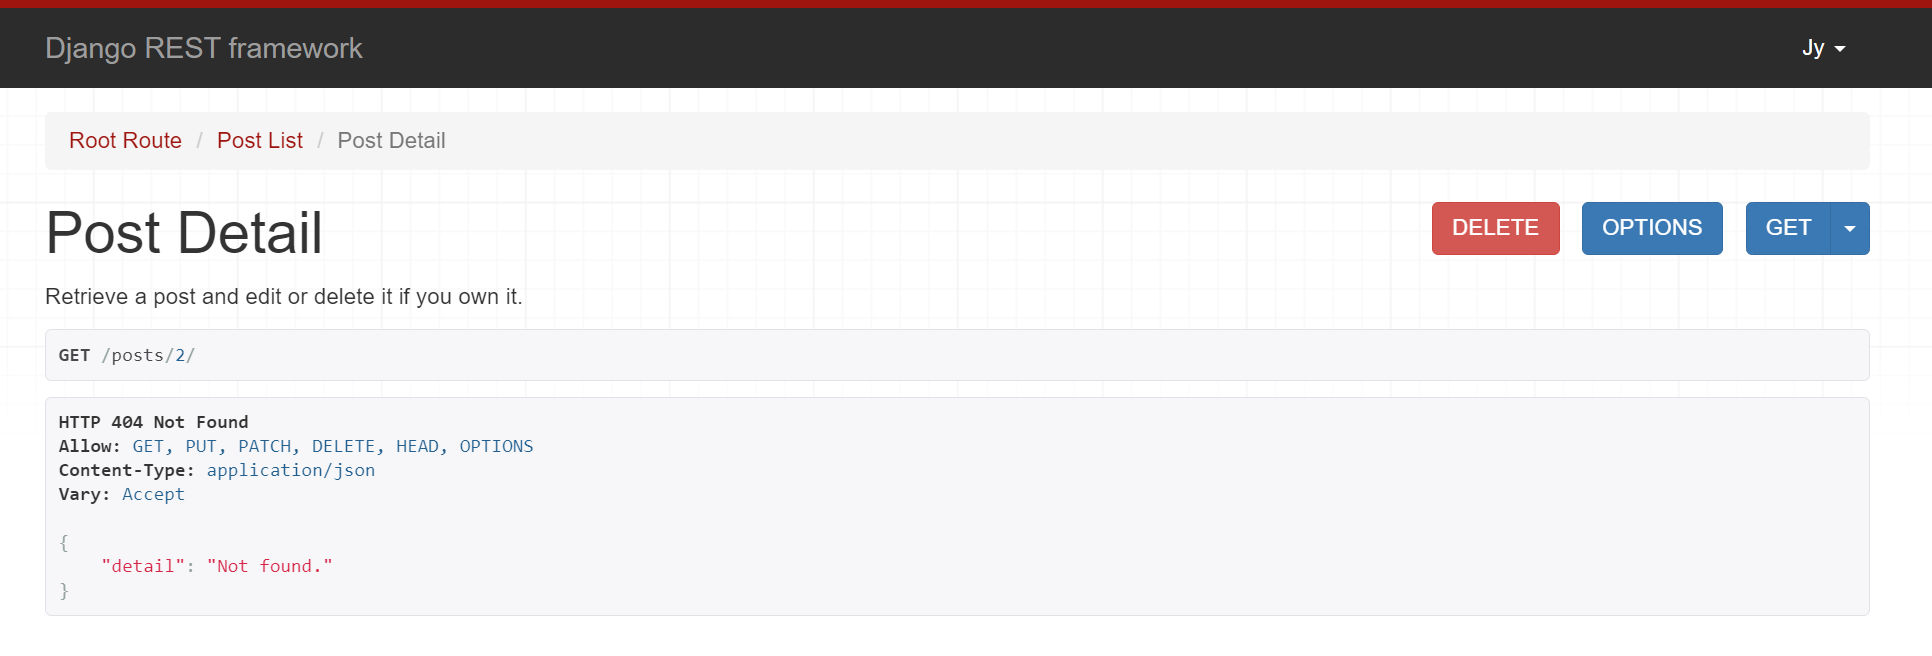 Django REST framework
Jy
Root Route / Post List / Post Detail
Post Detail
DELETE
OPTIONS
GET
Retrieve a post and edit or delete it if you own it.
GET /posts/2/
HTTP 404 Not Found
Allow: GET, PUT, PATCH, DELETE, HEAD, OPTIONS
Content-Type: application/json
Vary: Accept
{
    "detail": "Not found."
}